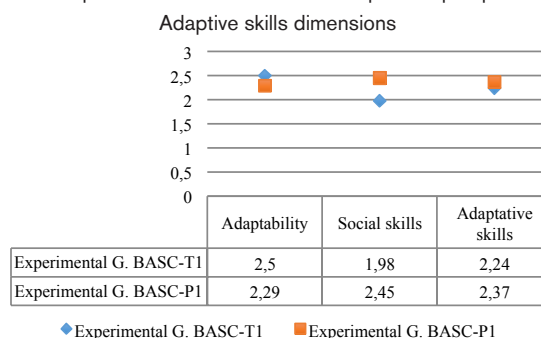 Adaptive skills dimensions
3
2,5
2
1,5
1
0,5
0
Adaptability Social skills Adaptative skills
Experimental G. BASC-T1 2,5 1,98 2,24
Experimental G. BASC-P1 2,29 2,45 2,37
Experimental G. BASC-T1 Experimental G. BASC-P1